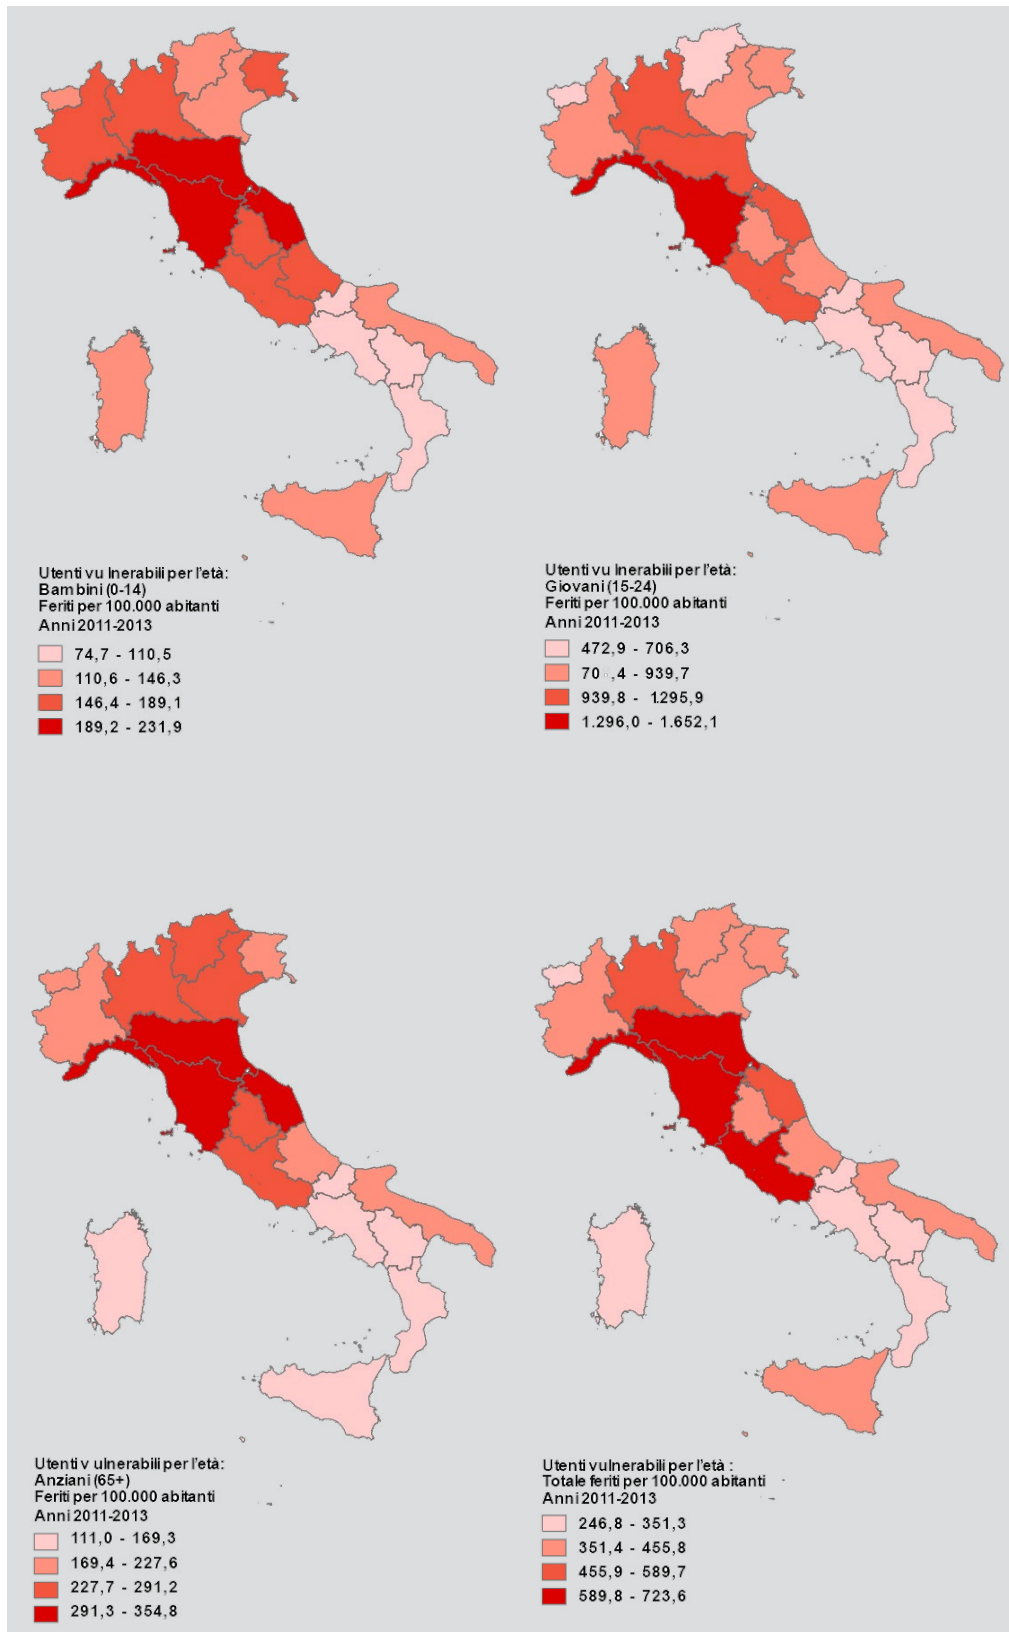 Utenti vu lnerabili per l'età:
Bambini (0-14)
Feriti per 100.000 abitanti
Anni 2011-2013
74,7 - 110,5
110,6 - 146,3
146,4 - 189,1
189,2 - 231,9
Utenti vu lnerabili per l'età:
Giovani (15-24)
Feriti per 100.000 abitanti
Anni 2011-2013
472,9 - 706,3
70 ,4 - 939,7
939,8 - 1.295,9
1.296,0 - 1.652,1
Utenti v ulnerabili per l'età:
Anziani (65+)
Feriti per 100.000 abitanti
Anni 2011-2013
111,0 - 169,3
169,4 - 227,6
227,7 - 291,2
291,3 - 354,8
Utenti vulnerabili per l'età :
Totale feriti per 100.000 abitanti
Anni 2011-2013
246,8 - 351,3
351,4 - 455,8
455,9 - 589,7
589,8 - 723,6